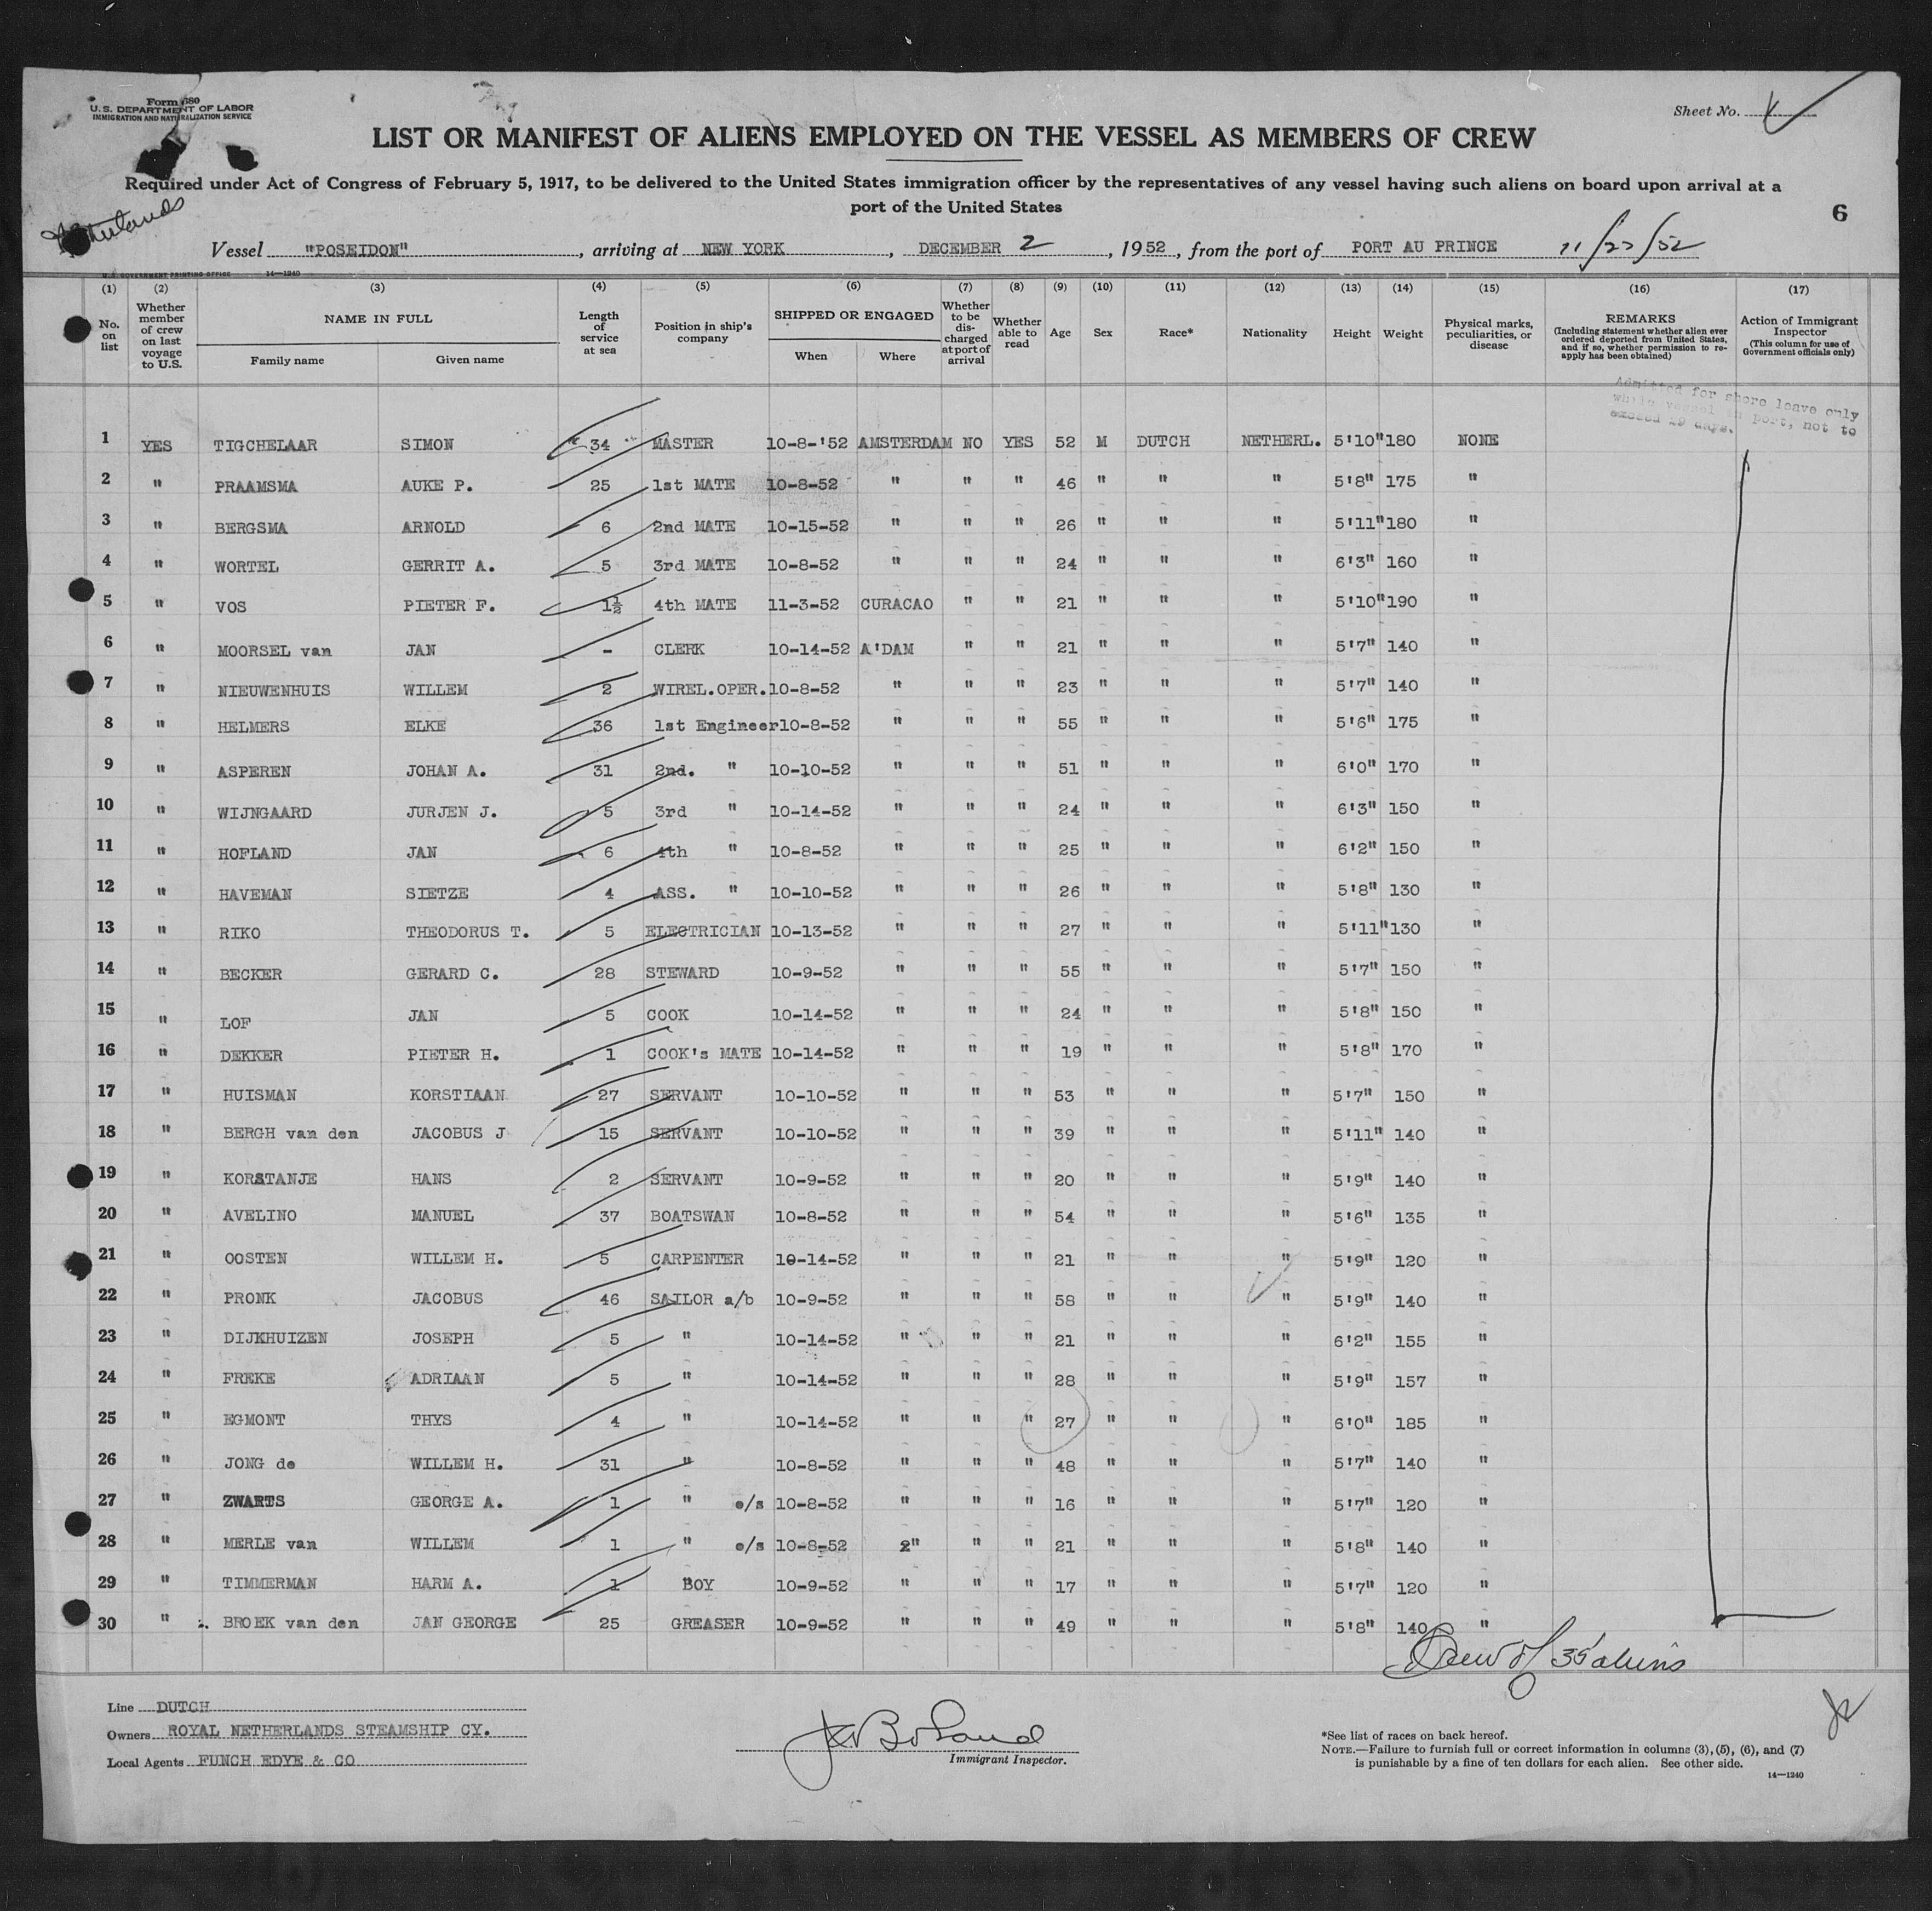 Form 680
U.S. DEPARTMENT OF LABOR
IMMIGRATION AND NATURALIZATION SERVICE
Sheet No.
LIST OR MANIFEST OF ALIENS EMPLOYED ON THE VESSEL AS MEMBERS OF CREW
Required under Act of Congress of February 5, 1917, to be delivered to the United States immigration officer by the representatives of any vessel having such aliens on board upon arrival at a
port of the United States
6
Vessel "POSEIDON", arriving at NEW YORK, DECEMBER 2, 1952, from the port of PORT AU PRINCE
U.S. GOVERNMENT PRINTING OFFICE 14—1240
(1) (2) (3) (4) (5) (6) (7) (8) (9) (10) (11) (12) (13) (14) (15) (16) (17)
No. on list | Whether member of crew on last voyage to U.S. | NAME IN FULL Family name Given name | Length of service at sea | Position in ship's company | SHIPPED OR ENGAGED When Where | Whether to be discharged at port of arrival | Whether able to read | Age | Sex | Race* | Nationality | Height | Weight | Physical marks, peculiarities, or disease | REMARKS (Including statement whether alien ever ordered deported from United States, and if so, whether permission to re-apply has been obtained) | Action of Immigrant Inspector (This column for use of Government officials only)
Admitted for shore leave only
while vessel in port, not to
exceed 29 days.
1 YES TIGCHELAAR SIMON 34 MASTER 10-8-'52 AMSTERDAM NO YES 52 M DUTCH NETHERL. 5'10" 180 NONE
2 " PRAAMSMA AUKE P. 25 1st MATE 10-8-52 " " " 46 " " " 5'8" 175 "
3 " BERGSMA ARNOLD 6 2nd MATE 10-15-52 " " " 26 " " " 5'11" 180 "
4 " WORTEL GERRIT A. 5 3rd MATE 10-8-52 " " " 24 " " " 6'3" 160 "
5 " VOS PIETER F. 1½ 4th MATE 11-3-52 CURACAO " " 21 " " " 5'10" 190 "
6 " MOORSEL van JAN - CLERK 10-14-52 A'DAM " " 21 " " " 5'7" 140 "
7 " NIEUWENHUIS WILLEM 2 WIREL.OPER. 10-8-52 " " " 23 " " " 5'7" 140 "
8 " HELMERS ELKE 36 1st Engineer 10-8-52 " " " 55 " " " 5'6" 175 "
9 " ASPEREN JOHAN A. 31 2nd. " 10-10-52 " " " 51 " " " 6'0" 170 "
10 " WIJNGAARD JURJEN J. 5 3rd " 10-14-52 " " " 24 " " " 6'3" 150 "
11 " HOFLAND JAN 6 4th " 10-8-52 " " " 25 " " " 6'2" 150 "
12 " HAVEMAN SIETZE 4 ASS. " 10-10-52 " " " 26 " " " 5'8" 130 "
13 " RIKO THEODORUS T. 5 ELECTRICIAN 10-13-52 " " " 27 " " " 5'11" 130 "
14 " BECKER GERARD C. 28 STEWARD 10-9-52 " " " 55 " " " 5'7" 150 "
15 " LOF JAN 5 COOK 10-14-52 " " " 24 " " " 5'8" 150 "
16 " DEKKER PIETER H. 1 COOK's MATE 10-14-52 " " " 19 " " " 5'8" 170 "
17 " HUISMAN KORSTIAAN 27 SERVANT 10-10-52 " " " 53 " " " 5'7" 150 "
18 " BERGH van den JACOBUS J 15 SERVANT 10-10-52 " " " 39 " " " 5'11" 140 "
19 " KORSTANJE HANS 2 SERVANT 10-9-52 " " " 20 " " " 5'9" 140 "
20 " AVELINO MANUEL 37 BOATSWAN 10-8-52 " " " 54 " " " 5'6" 135 "
21 " OOSTEN WILLEM H. 5 CARPENTER 10-14-52 " " " 21 " " " 5'9" 120 "
22 " PRONK JACOBUS 46 SAILOR a/b 10-9-52 " " " 58 " " " 5'9" 140 "
23 " DIJKHUIZEN JOSEPH 5 " 10-14-52 " " " 21 " " " 6'2" 155 "
24 " FREKE ADRIAAN 5 " 10-14-52 " " " 28 " " " 5'9" 157 "
25 " EGMONT THYS 4 " 10-14-52 " " " 27 " " " 6'0" 185 "
26 " JONG de WILLEM H. 31 " 10-8-52 " " " 48 " " " 5'7" 140 "
27 " ZWARTS GEORGE A. 1 " o/s 10-8-52 " " " 16 " " " 5'7" 120 "
28 " MERLE van WILLEM 1 " o/s 10-8-52 2" " " 21 " " " 5'8" 140 "
29 " TIMMERMAN HARM A. 1 BOY 10-9-52 " " " 17 " " " 5'7" 120 "
30 " BROEK van den JAN GEORGE 25 GREASER 10-9-52 " " " 49 " " " 5'8" 140 "
Crew of 35 aliens
Line DUTCH
Owners ROYAL NETHERLANDS STEAMSHIP CY.
Local Agents FUNCH EDYE & CO
Immigrant Inspector.
*See list of races on back hereof.
NOTE.—Failure to furnish full or correct information in columns (3), (5), (6), and (7)
is punishable by a fine of ten dollars for each alien. See other side.
14—1240